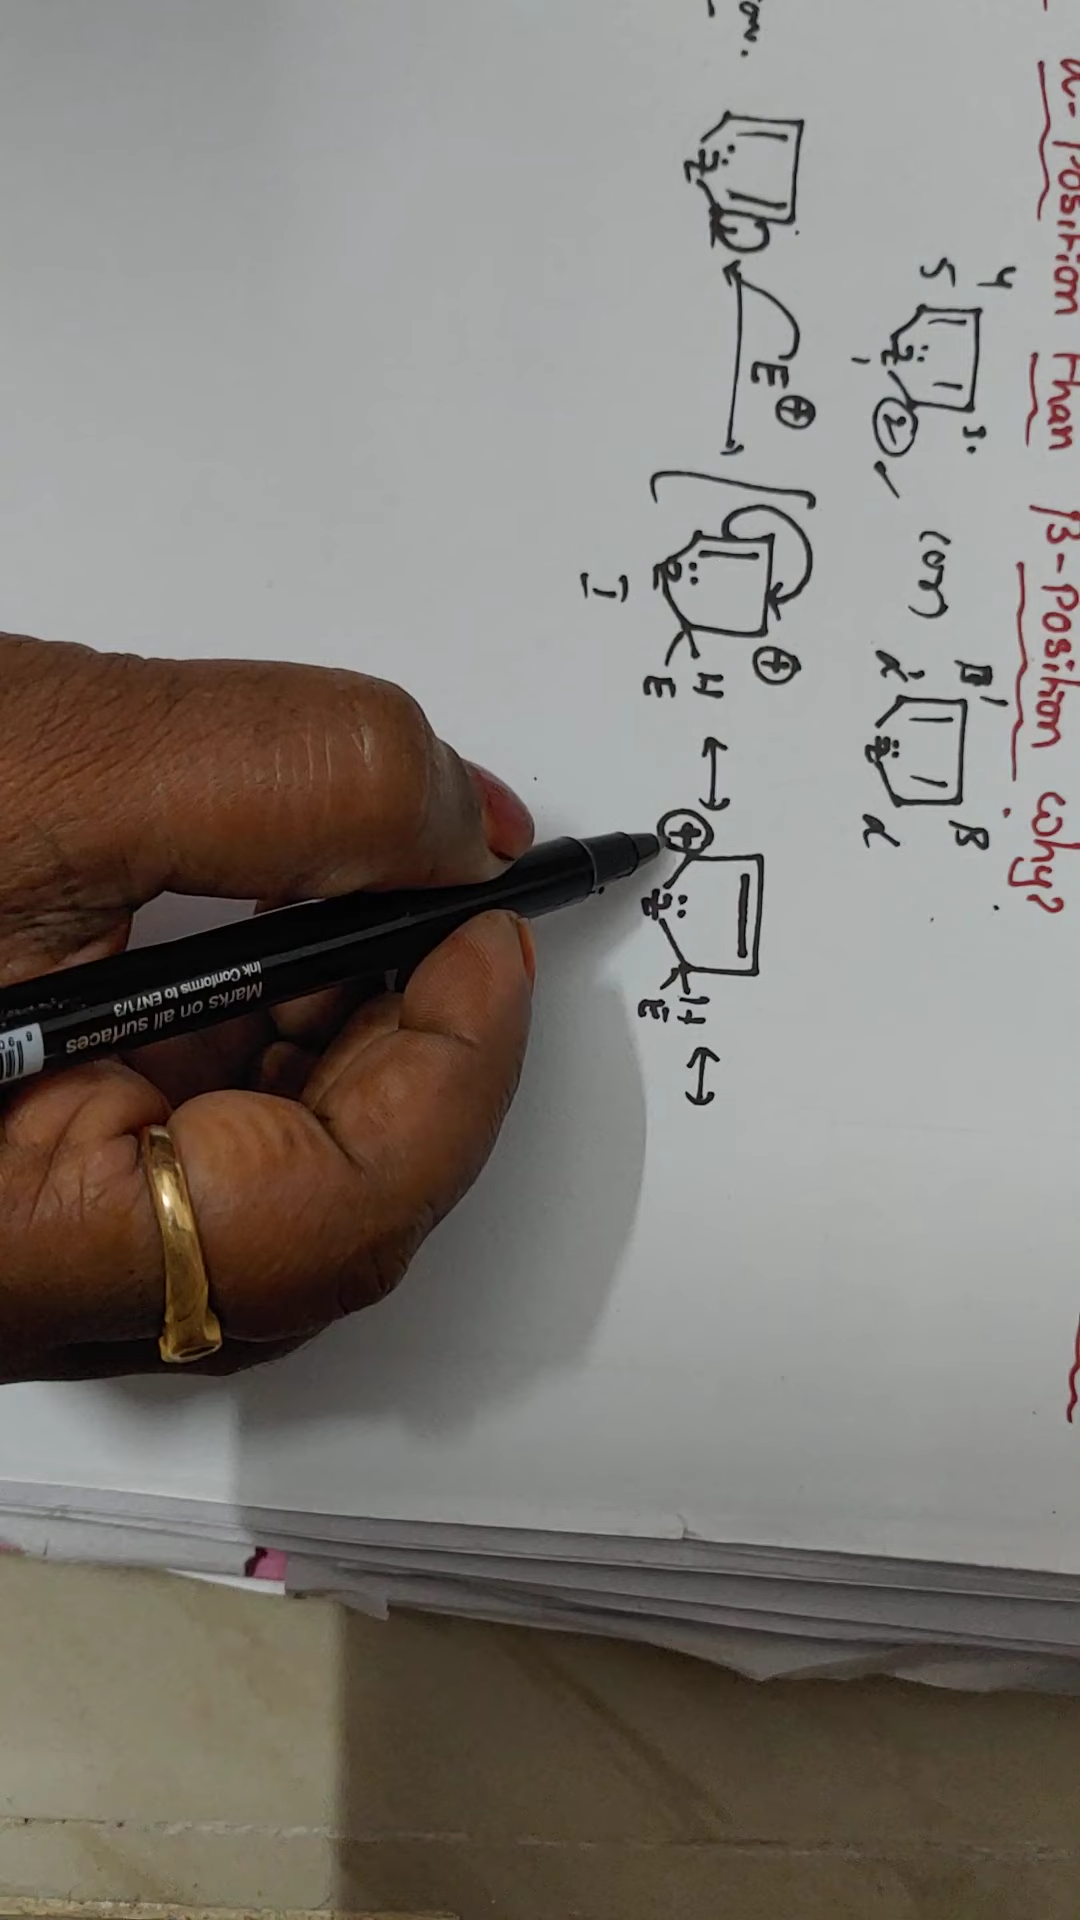 α- Position than β-Position why?
4
5 3.
1 2 ✓ (or) β' β
α' α
N
ion.
E⊕
⊕
N H
E
I
↔
⊕
N H
E
↔
Marks on all surfaces
Ink Conforms to EN71/3